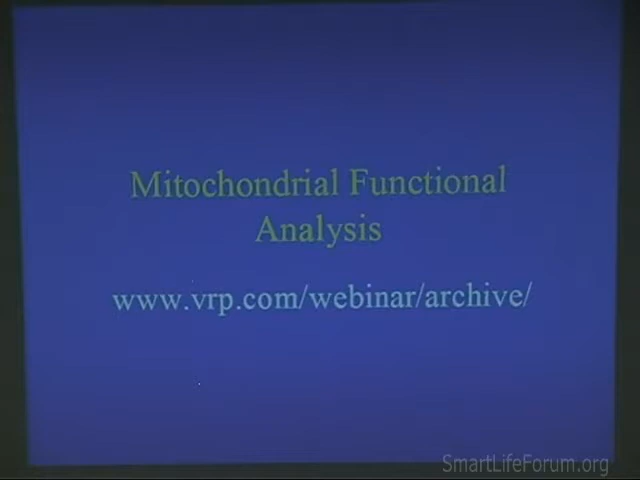 Mitochondrial Functional
Analysis
www.vrp.com/webinar/archive/
SmartLifeForum.org